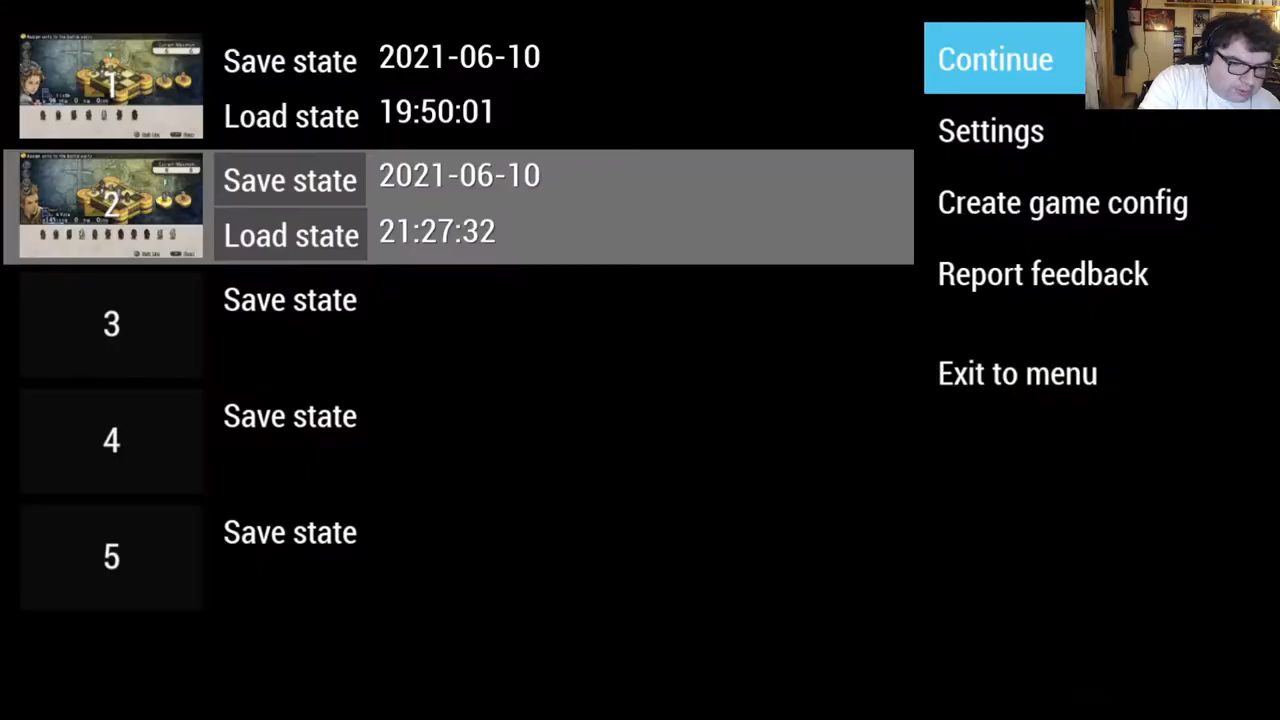 1
Save state 2021-06-10
Load state 19:50:01
2
Save state 2021-06-10
Load state 21:27:32
3
Save state
4
Save state
5
Save state
Continue
Settings
Create game config
Report feedback
Exit to menu